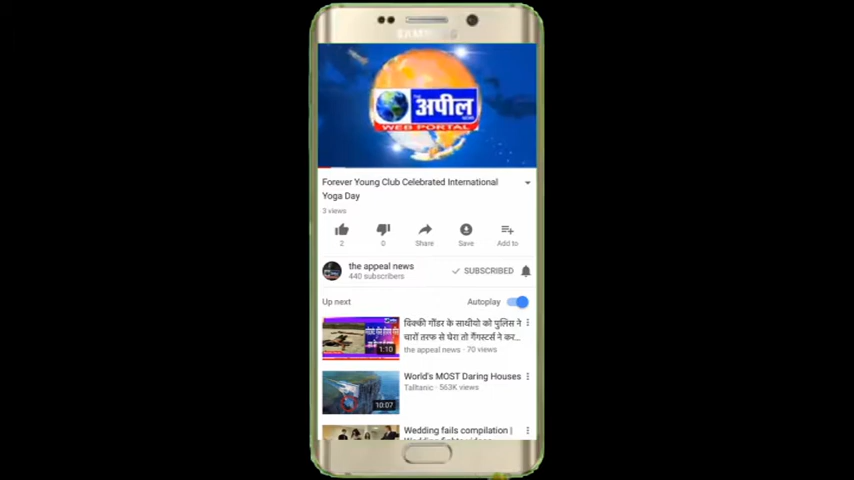 SAMSUNG
अपील
WEB PORTAL
Forever Young Club Celebrated International
Yoga Day
3 views
2
0
Share
Save
Add to
the appeal news
440 subscribers
SUBSCRIBED
Up next
Autoplay
विक्की गौंडर के साथीयो को पुलिस ने
चारों तरफ से घेरा तो गैंगस्टर्स ने कर...
the appeal news · 70 views
1:10
World's MOST Daring Houses
Talltanic · 563K views
10:07
Wedding fails compilation |